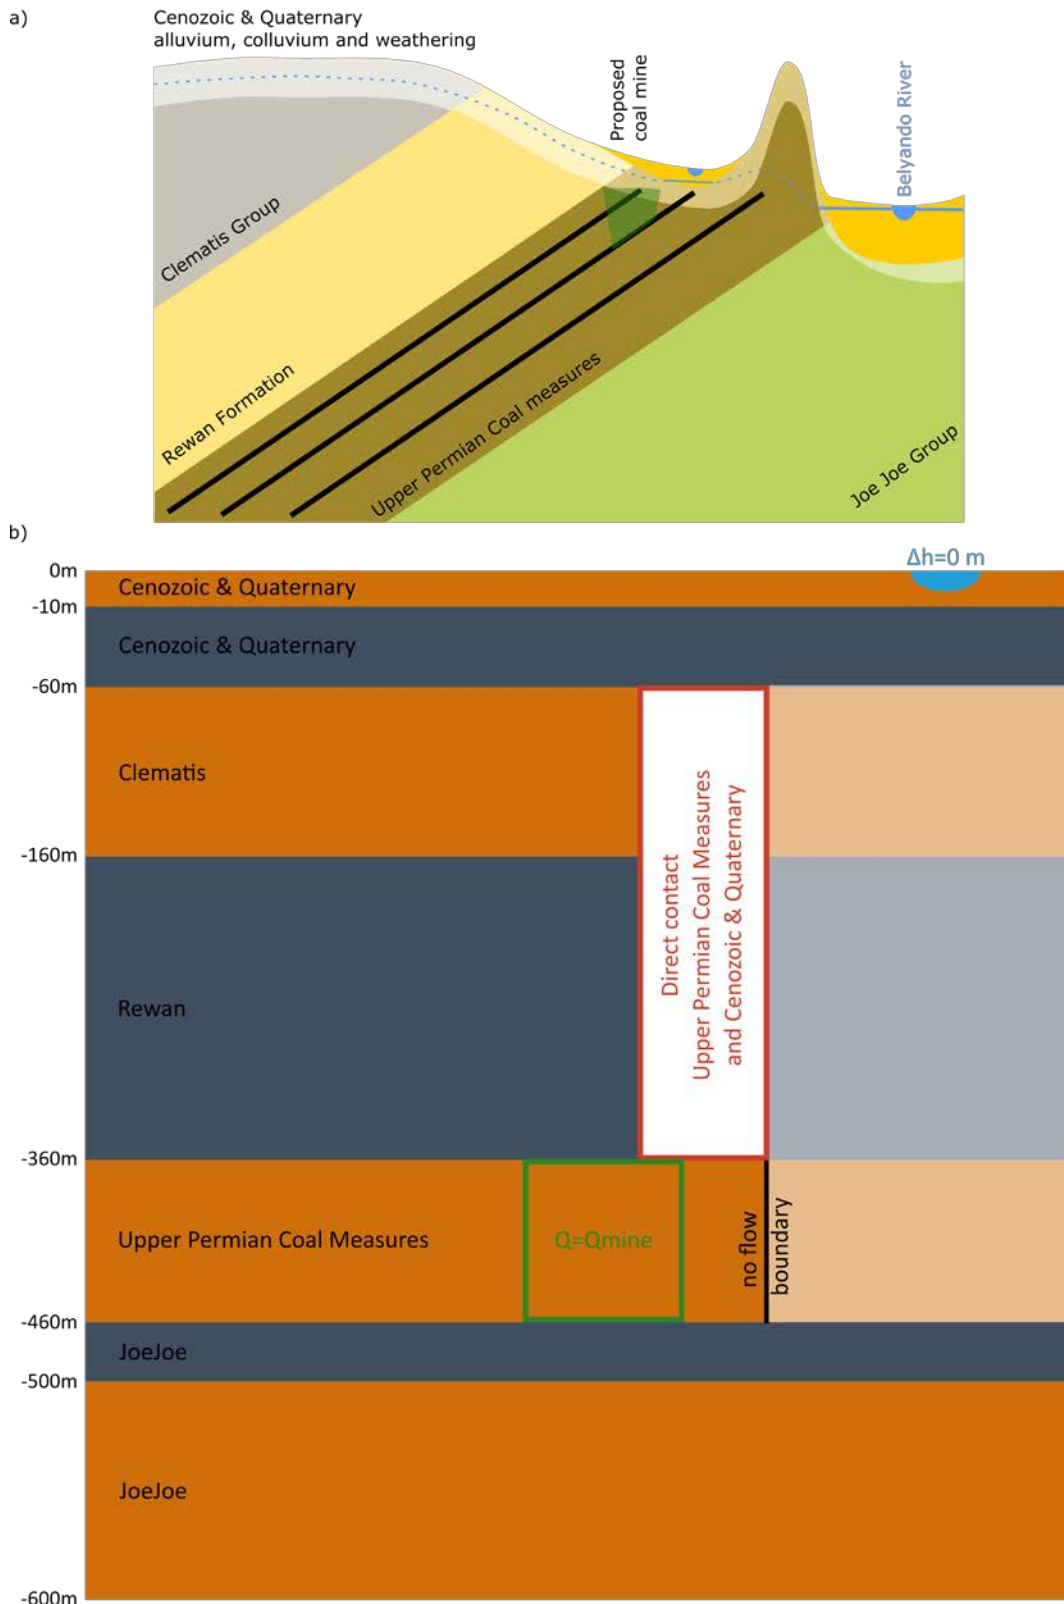 a)
Cenozoic & Quaternary
alluvium, colluvium and weathering
Proposed
coal mine
Belyando River
Clematis Group
Rewan Formation
Upper Permian Coal measures
Joe Joe Group
b)
Δh=0 m
0m
Cenozoic & Quaternary
-10m
Cenozoic & Quaternary
-60m
Clematis
Direct contact
Upper Permian Coal Measures
and Cenozoic & Quaternary
-160m
Rewan
-360m
Upper Permian Coal Measures
Q=Qmine
no flow
boundary
-460m
JoeJoe
-500m
JoeJoe
-600m